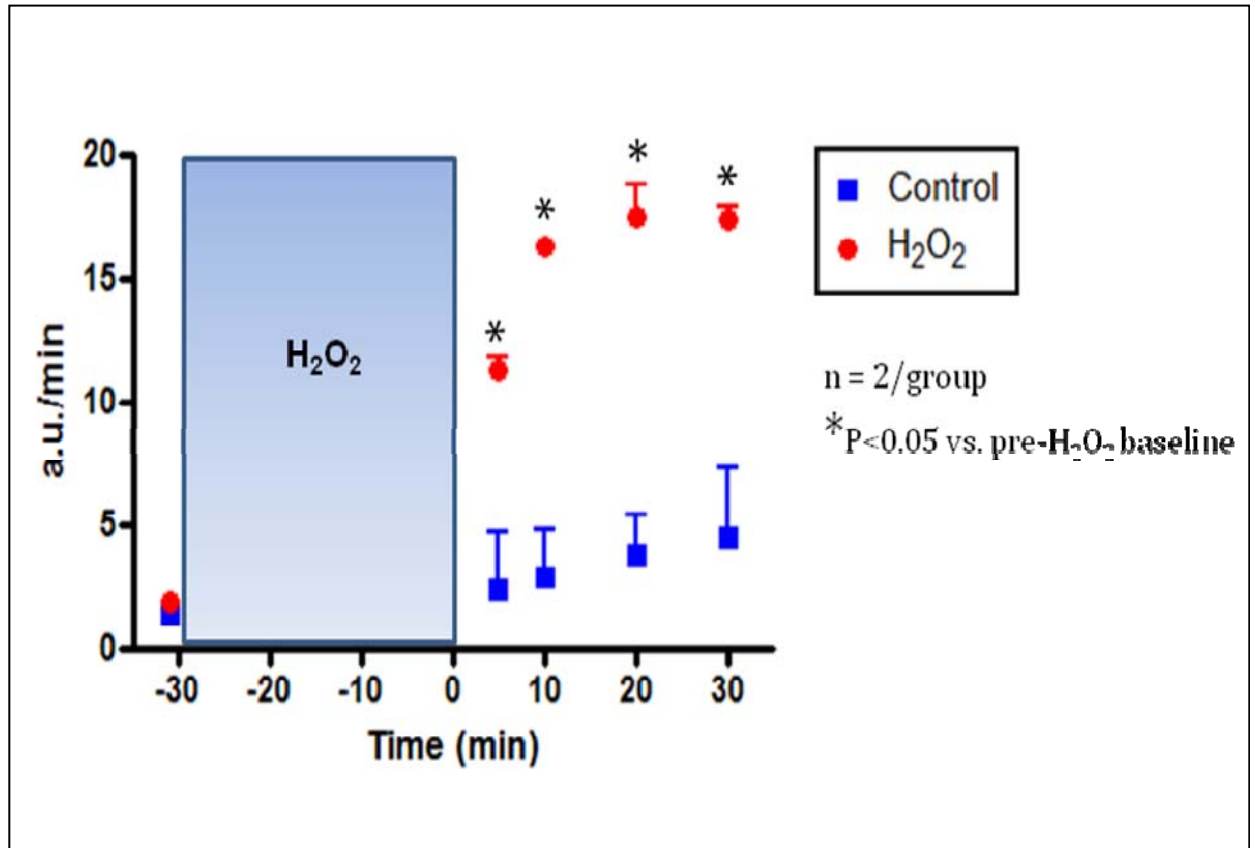 20
15
10
5
0
a.u./min
H₂O₂
-30 -20 -10 0 10 20 30
Time (min)
* * * *
Control
H₂O₂
n = 2/group
*P<0.05 vs. pre-H₂O₂ baseline